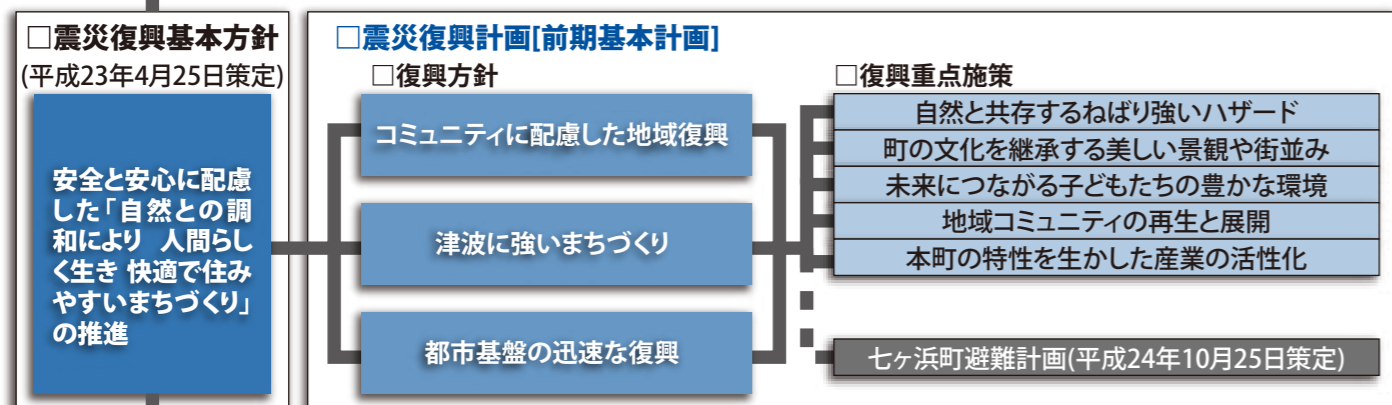 □震災復興基本方針
(平成23年4月25日策定)
安全と安心に配慮
した「自然との調
和により 人間らし
く生き 快適で住み
やすいまちづくり」
の推進
□震災復興計画[前期基本計画]
□復興方針
コミュニティに配慮した地域復興
津波に強いまちづくり
都市基盤の迅速な復興
□復興重点施策
自然と共存するねばり強いハザード
町の文化を継承する美しい景観や街並み
未来につながる子どもたちの豊かな環境
地域コミュニティの再生と展開
本町の特性を生かした産業の活性化
七ヶ浜町避難計画(平成24年10月25日策定)